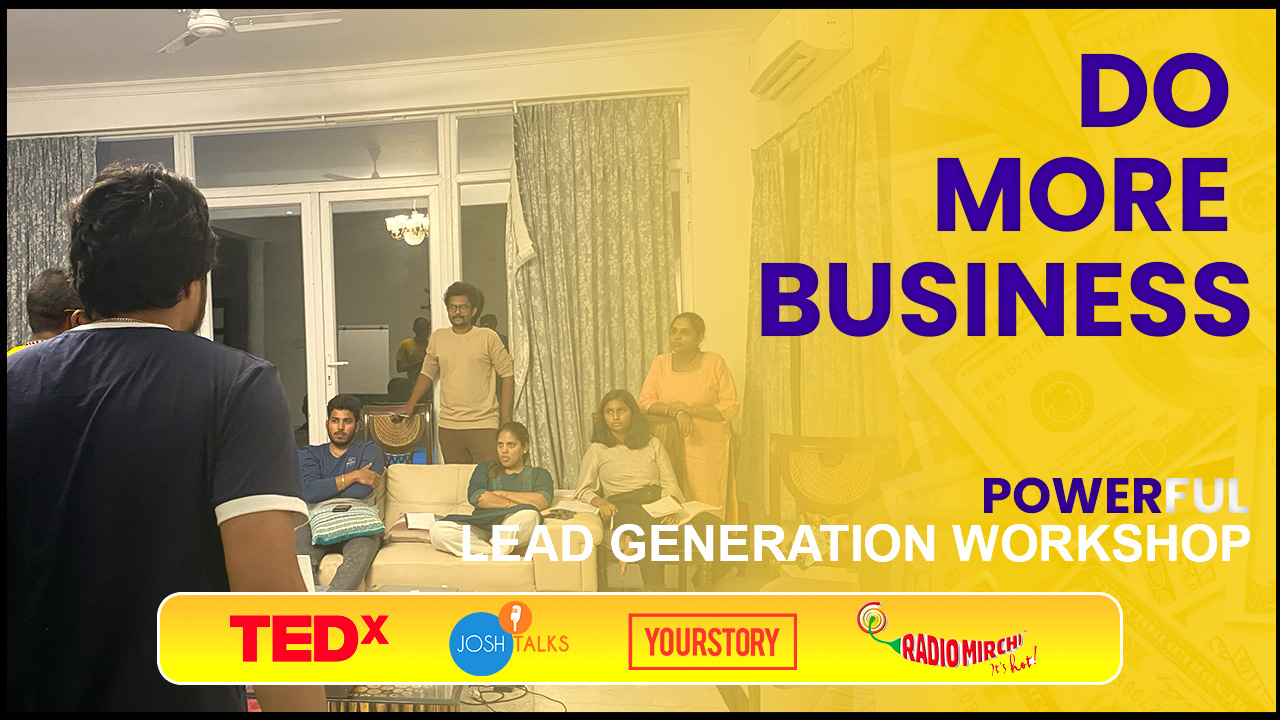 DO
MORE
BUSINESS
POWERFUL
LEAD GENERATION WORKSHOP
TEDx
JOSH TALKS
YOURSTORY
RADIO MIRCHI
It's hot!